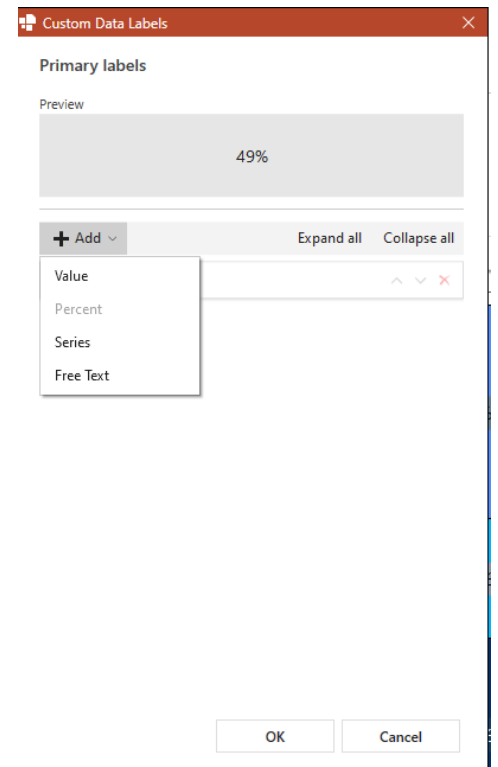 Custom Data Labels
Primary labels
Preview
49%
Add
Expand all
Collapse all
Value
Percent
Series
Free Text
OK
Cancel